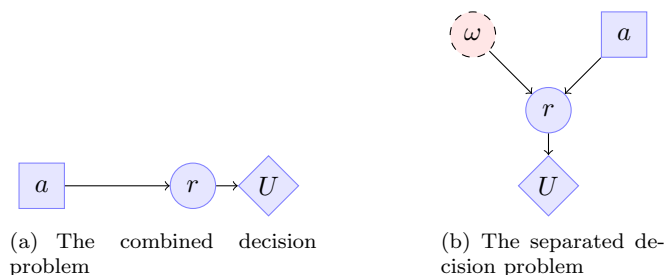 a
r
U
(a) The combined decision
problem
ω
a
r
U
(b) The separated de-
cision problem